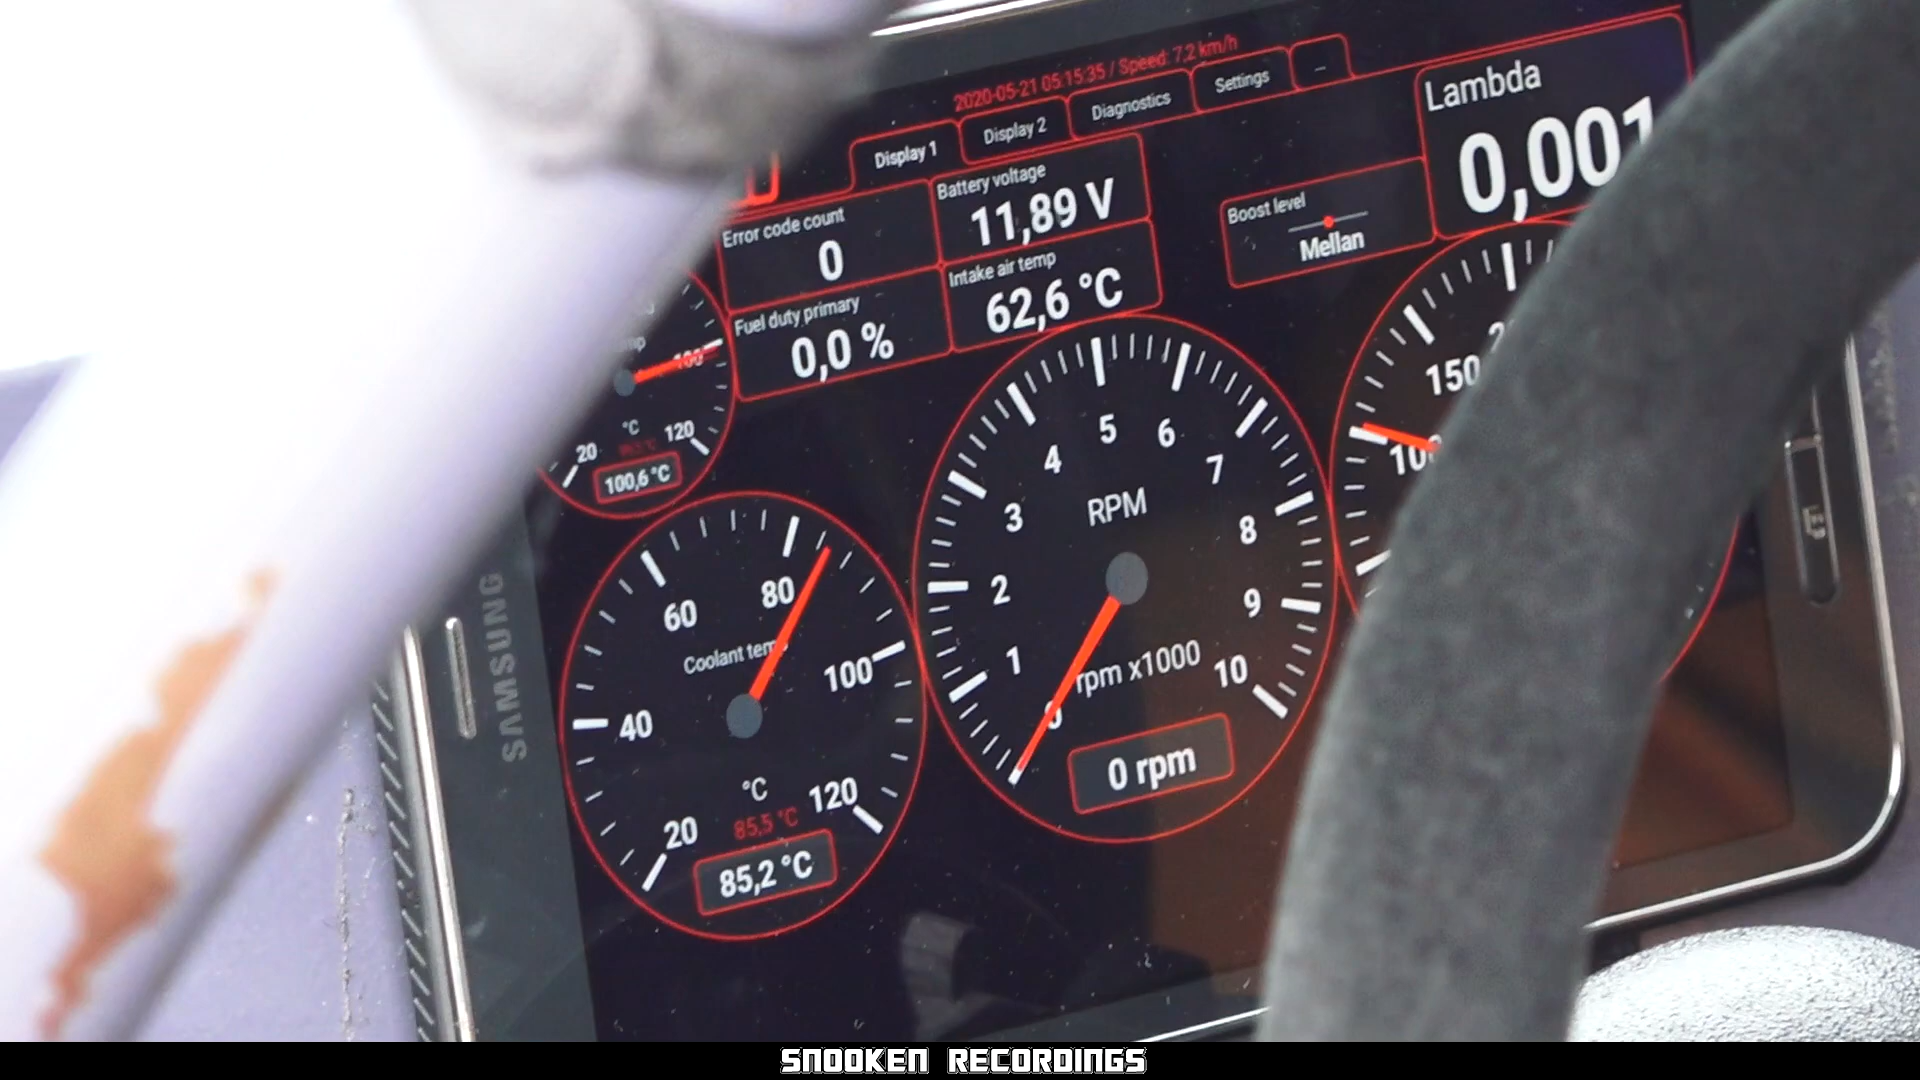 2020-05-21 05:15:35 / Speed: 7,2 km/h
Display 1
Display 2
Diagnostics
Settings
...
Lambda
0,001
Error code count
0
Battery voltage
11,89 V
Boost level
Mellan
Fuel duty primary
0,0 %
Intake air temp
62,6 °C
100
°C
20
120
100,6 °C
20
40
60
80
100
120
Coolant temp
°C
85,5 °C
85,2 °C
0
1
2
3
4
5
6
7
8
9
10
RPM
rpm x1000
0 rpm
150
SAMSUNG
SNOOKEN RECORDINGS